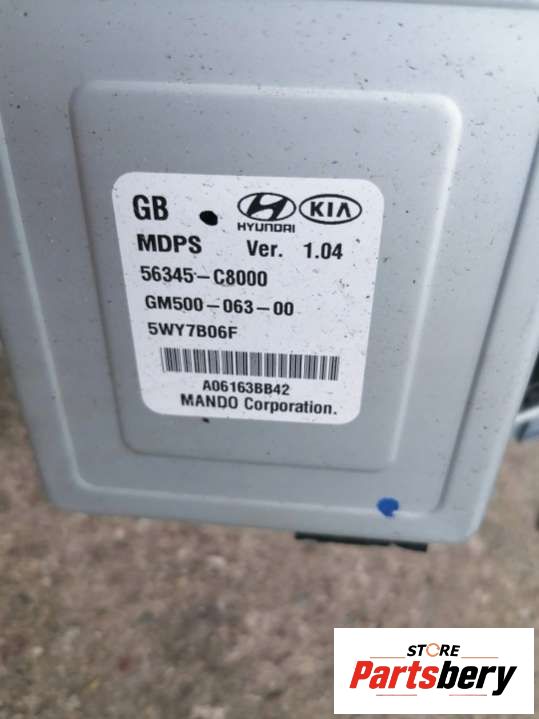 GB HYUNDAI KIA
MDPS Ver. 1.04
56345-C8000
GM500-063-00
5WY7B06F
A06163BB42
MANDO Corporation.
STORE
Partsbery